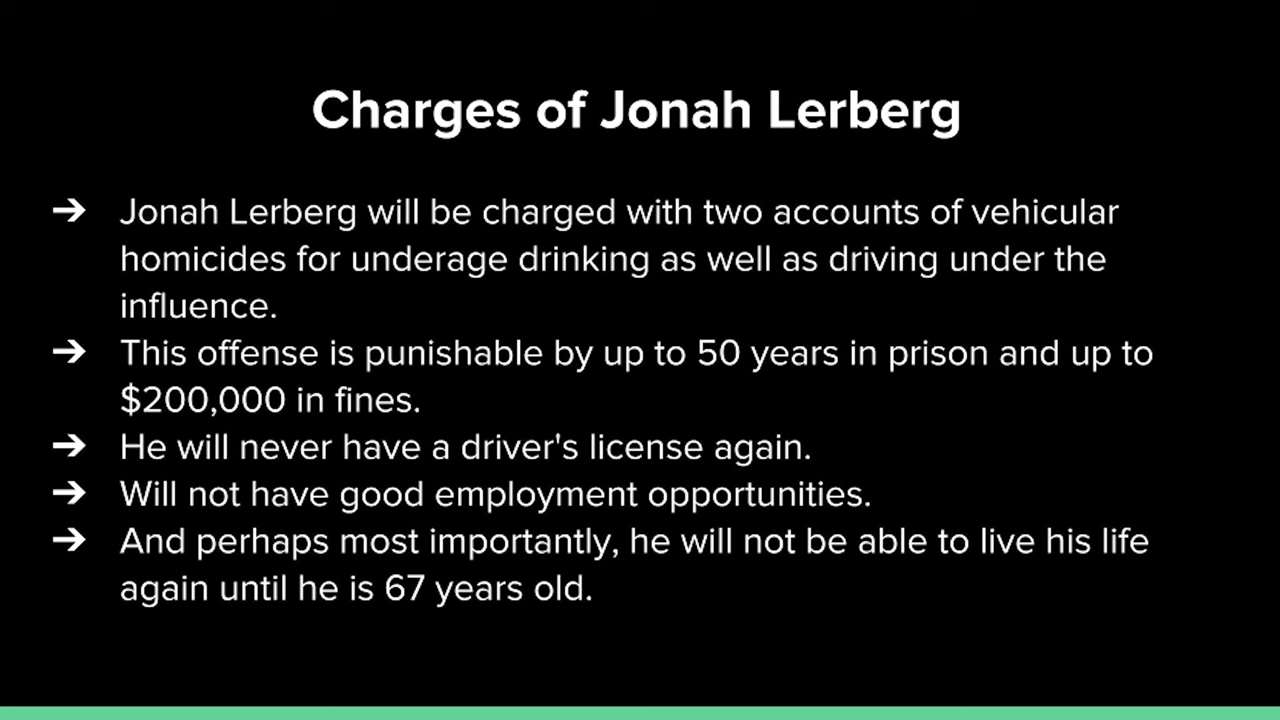 Charges of Jonah Lerberg
➔ Jonah Lerberg will be charged with two accounts of vehicular
homicides for underage drinking as well as driving under the
influence.
➔ This offense is punishable by up to 50 years in prison and up to
$200,000 in fines.
➔ He will never have a driver's license again.
➔ Will not have good employment opportunities.
➔ And perhaps most importantly, he will not be able to live his life
again until he is 67 years old.